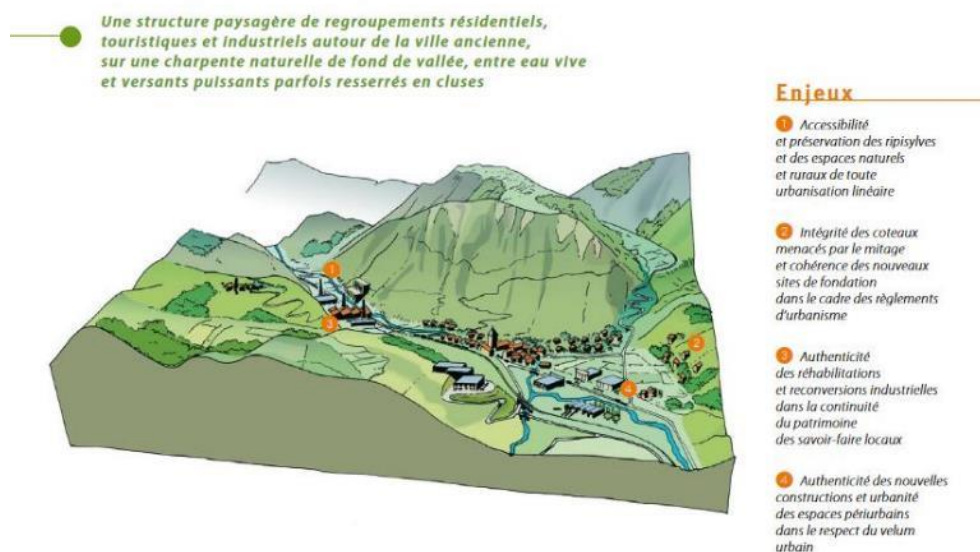 Une structure paysagère de regroupements résidentiels,
touristiques et industriels autour de la ville ancienne,
sur une charpente naturelle de fond de vallée, entre eau vive
et versants puissants parfois resserrés en cluses
Enjeux
1 Accessibilité
et préservation des ripisylves
et des espaces naturels
et ruraux de toute
urbanisation linéaire
2 Intégrité des coteaux
menacés par le mitage
et cohérence des nouveaux
sites de fondation
dans le cadre des règlements
d'urbanisme
3 Authenticité
des réhabilitations
et reconversions industrielles
dans la continuité
du patrimoine
des savoir-faire locaux
4 Authenticité des nouvelles
constructions et urbanité
des espaces périurbains
dans le respect du velum
urbain
1
3
2
4